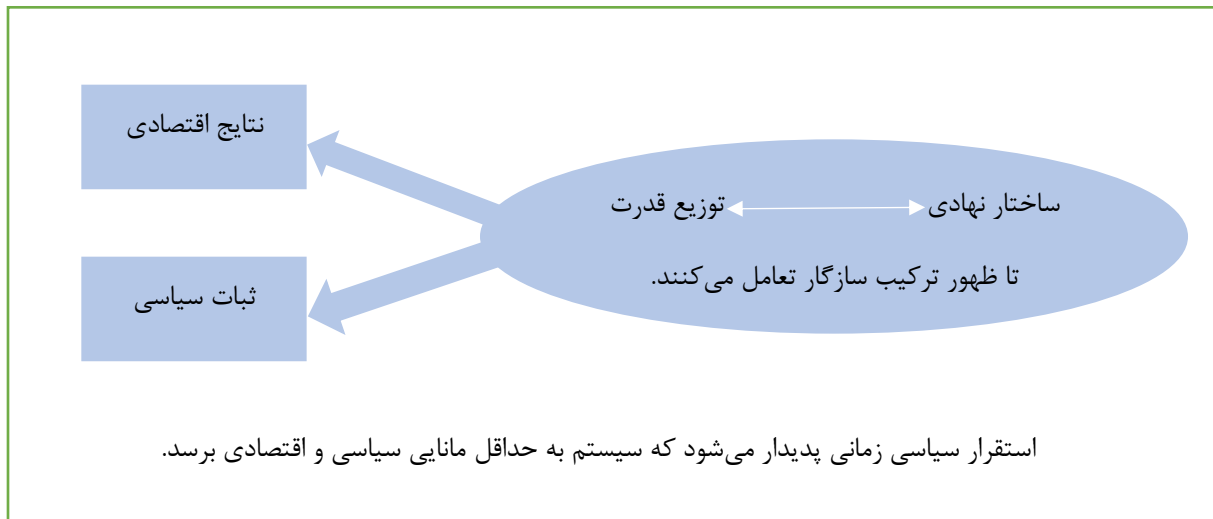 نتایج اقتصادی
ساختار نهادی توزیع قدرت
تا ظهور ترکیب سازگار تعامل می‌کنند.
ثبات سیاسی
استقرار سیاسی زمانی پدیدار می‌شود که سیستم به حداقل مانایی سیاسی و اقتصادی برسد.